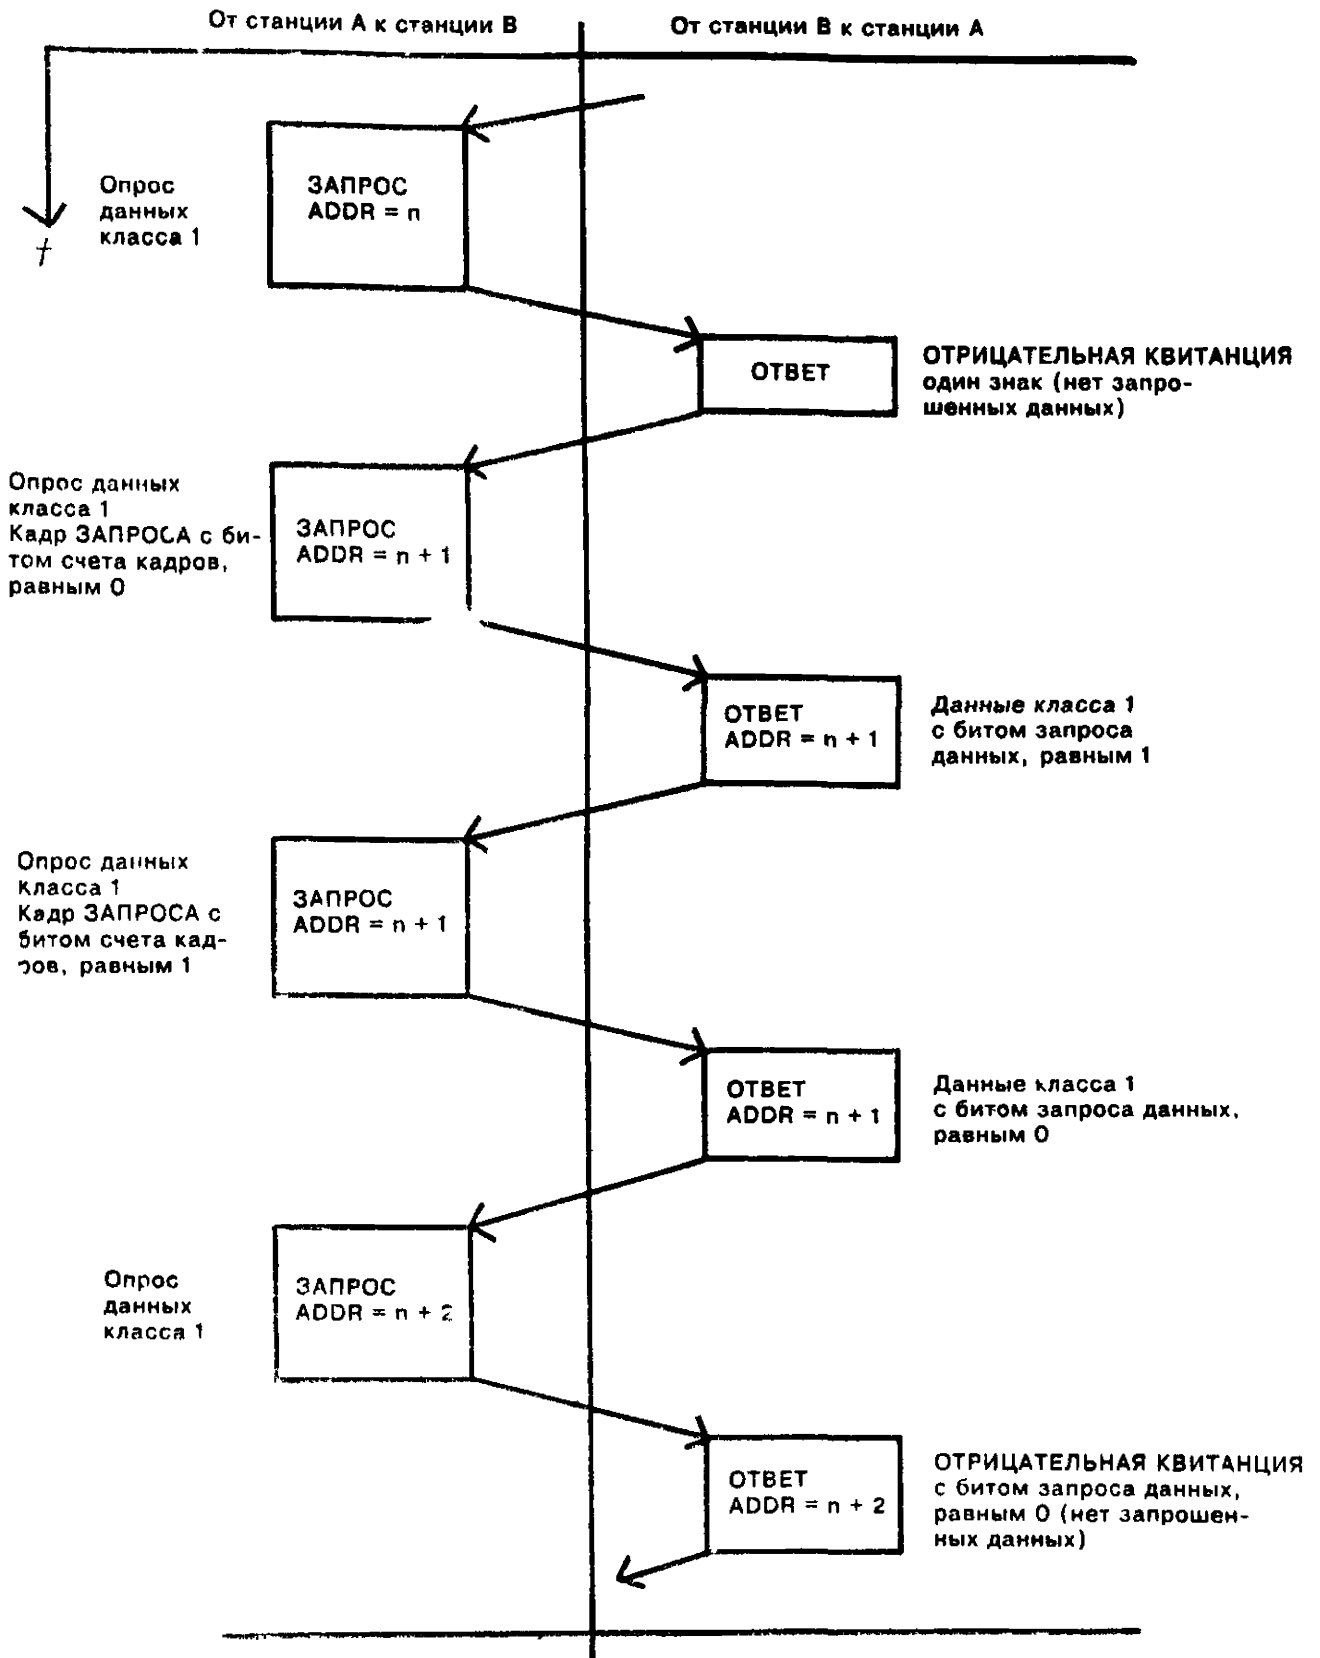 От станции А к станции В
От станции В к станции А
t
Опрос
данных
класса 1
ЗАПРОС
ADDR = n
ОТВЕТ
ОТРИЦАТЕЛЬНАЯ КВИТАНЦИЯ
один знак (нет запро-
шенных данных)
Опрос данных
класса 1
Кадр ЗАПРОСА с би-
том счета кадров,
равным 0
ЗАПРОС
ADDR = n + 1
ОТВЕТ
ADDR = n + 1
Данные класса 1
с битом запроса
данных, равным 1
Опрос данных
класса 1
Кадр ЗАПРОСА с
битом счета кад-
ров, равным 1
ЗАПРОС
ADDR = n + 1
ОТВЕТ
ADDR = n + 1
Данные класса 1
с битом запроса данных,
равным 0
Опрос
данных
класса 1
ЗАПРОС
ADDR = n + 2
ОТВЕТ
ADDR = n + 2
ОТРИЦАТЕЛЬНАЯ КВИТАНЦИЯ
с битом запроса данных,
равным 0 (нет запрошен-
ных данных)